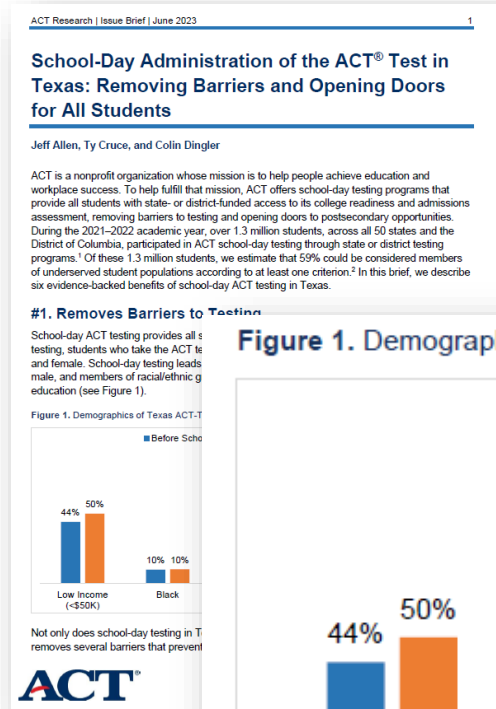 ACT Research | Issue Brief | June 2023 1
School-Day Administration of the ACT® Test in
Texas: Removing Barriers and Opening Doors
for All Students
Jeff Allen, Ty Cruce, and Colin Dingler
ACT is a nonprofit organization whose mission is to help people achieve education and
workplace success. To help fulfill that mission, ACT offers school-day testing programs that
provide all students with state- or district-funded access to its college readiness and admissions
assessment, removing barriers to testing and opening doors to postsecondary opportunities.
During the 2021–2022 academic year, over 1.3 million students, across all 50 states and the
District of Columbia, participated in ACT school-day testing through state or district testing
programs.¹ Of these 1.3 million students, we estimate that 59% could be considered members
of underserved student populations according to at least one criterion.² In this brief, we describe
six evidence-backed benefits of school-day ACT testing in Texas.
#1. Removes Barriers to Testing
School-day ACT testing provides all
testing, students who take the ACT
and female. School-day testing leads
male, and members of racial/ethnic
education (see Figure 1).
Figure 1. Demographics of Texas
Before
44% 50%
10% 10%
Low Income
(<$50K)
Black
Not only does school-day testing in
removes several barriers that prevent
ACT®
Figure 1.
44% 50%